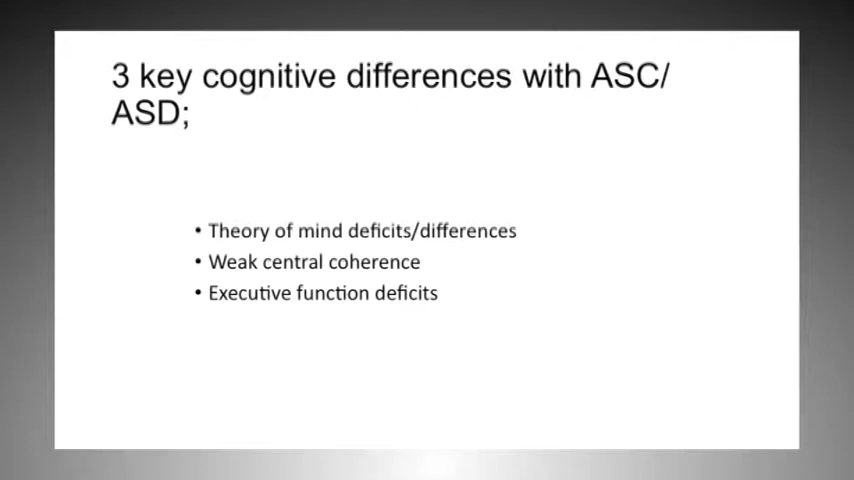 3 key cognitive differences with ASC/
ASD;
• Theory of mind deficits/differences
• Weak central coherence
• Executive function deficits